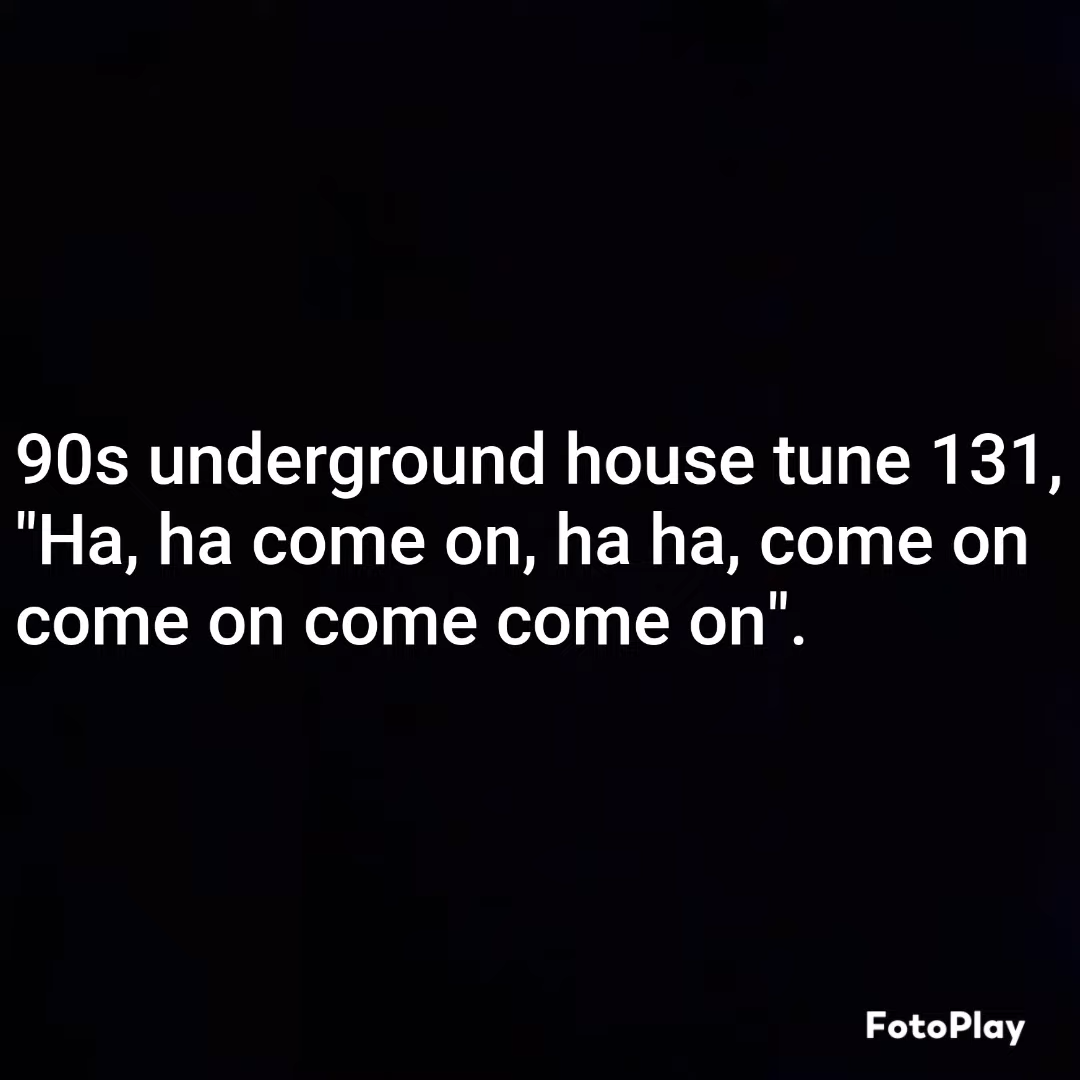 90s underground house tune 131,
"Ha, ha come on, ha ha, come on
come on come come on".
FotoPlay